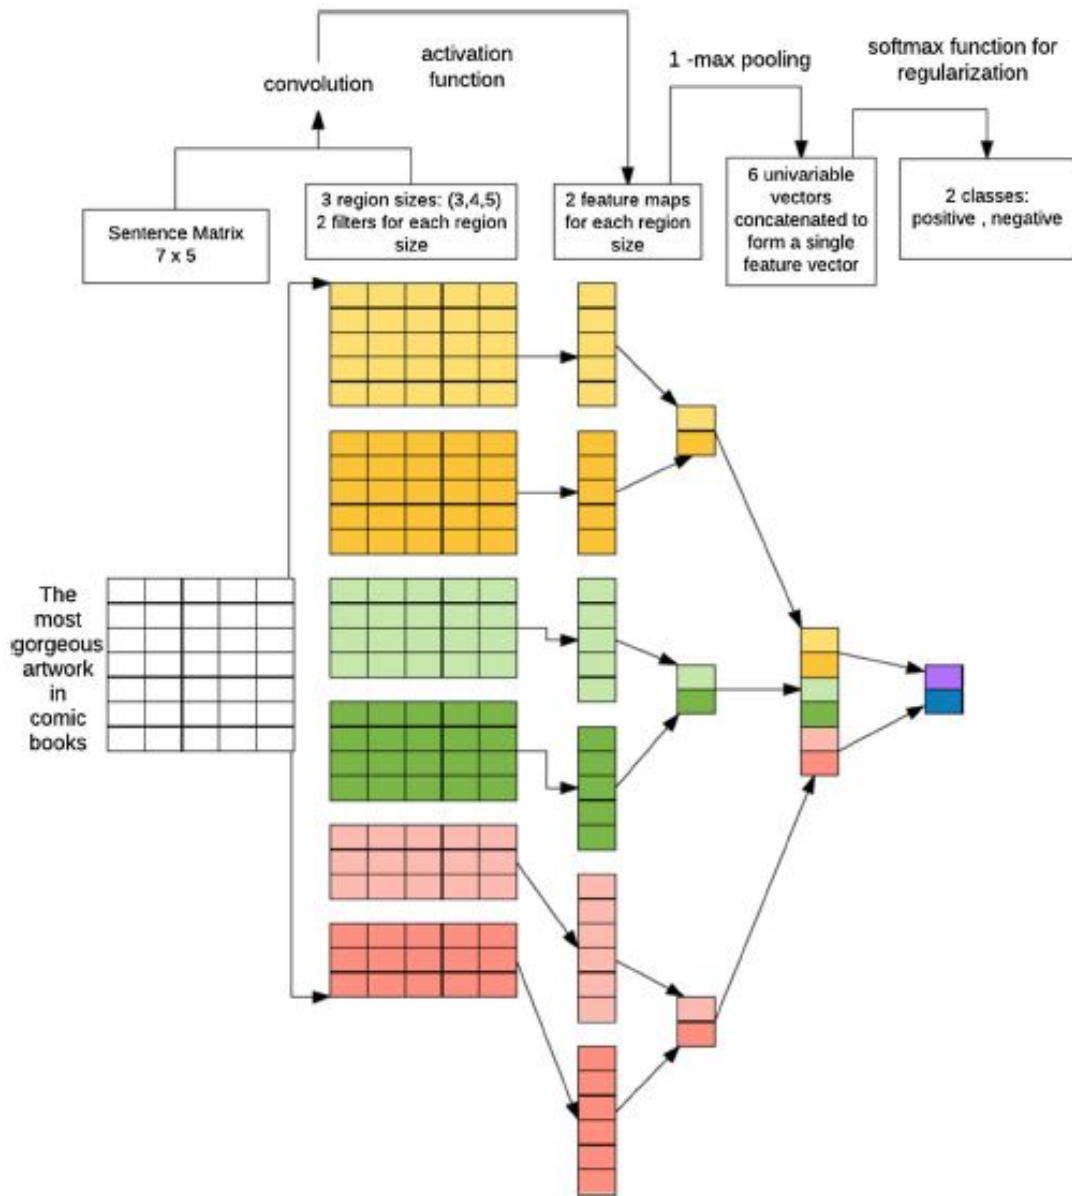 convolution
activation
function
1 -max pooling
softmax function for
regularization
Sentence Matrix
7 x 5
3 region sizes: (3,4,5)
2 filters for each region
size
2 feature maps
for each region
size
6 univariable
vectors
concatenated to
form a single
feature vector
2 classes:
positive , negative
The
most
gorgeous
artwork
in
comic
books